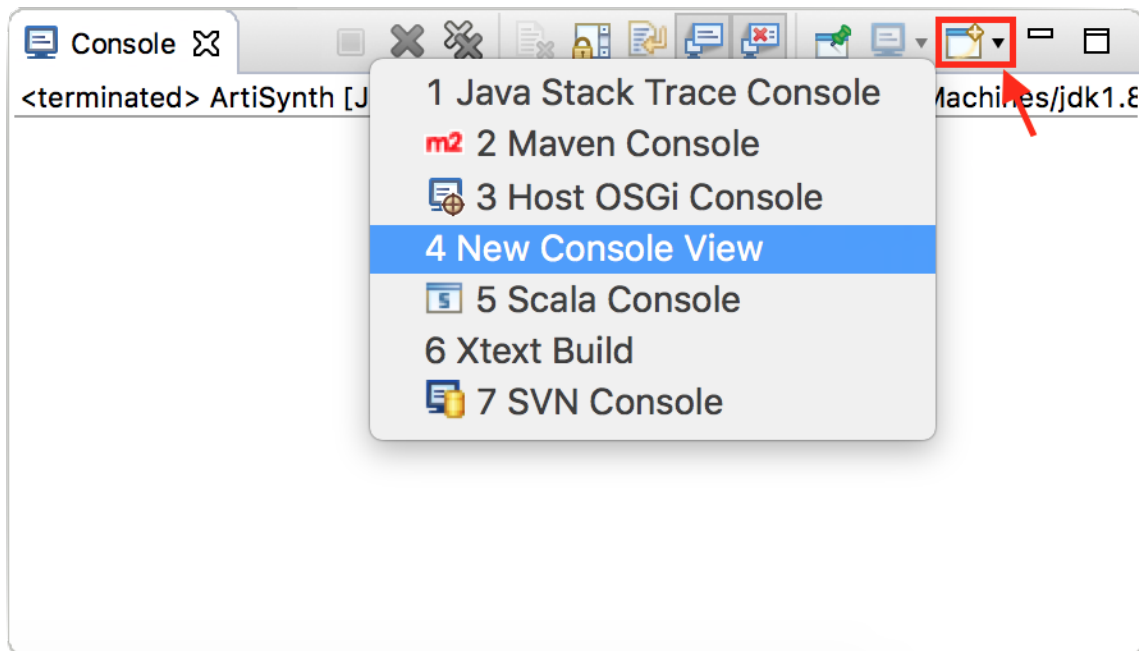 Console
<terminated> ArtiSynth [J
Machines/jdk1.8
1 Java Stack Trace Console
m2 2 Maven Console
3 Host OSGi Console
4 New Console View
S 5 Scala Console
6 Xtext Build
7 SVN Console